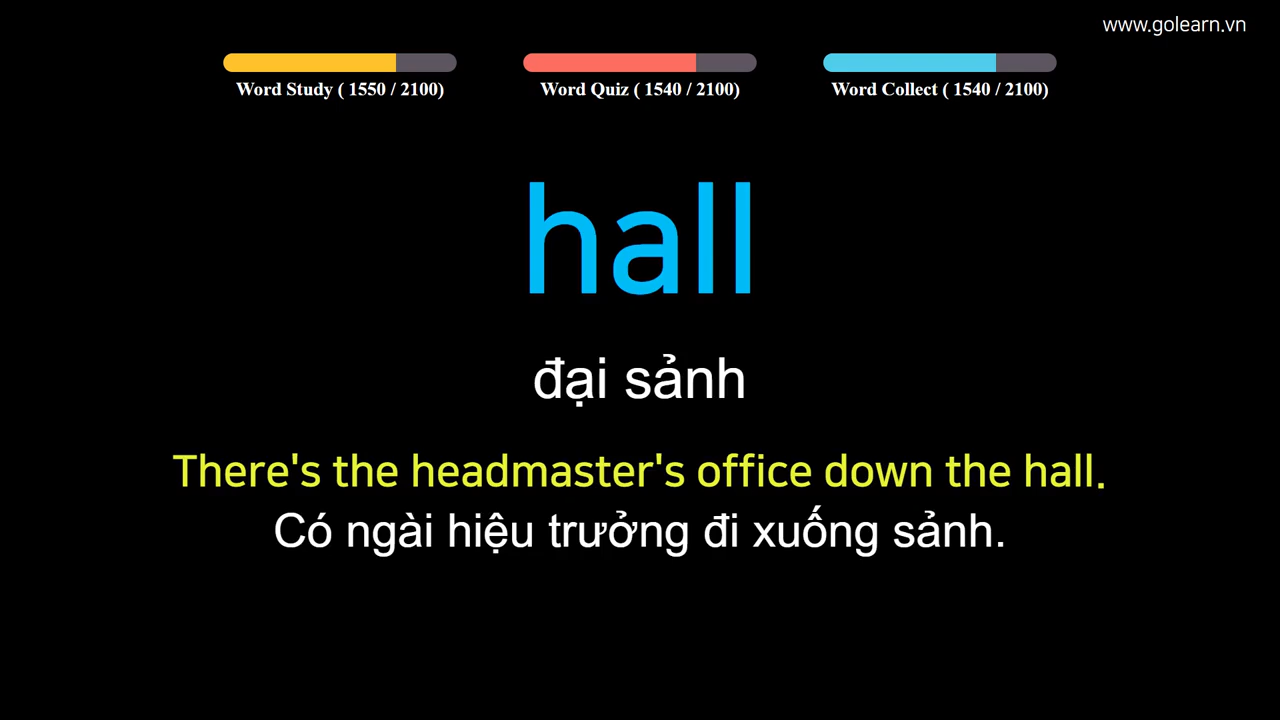 www.golearn.vn
Word Study ( 1550 / 2100)
Word Quiz ( 1540 / 2100)
Word Collect ( 1540 / 2100)
hall
đại sảnh
There's the headmaster's office down the hall.
Có ngài hiệu trưởng đi xuống sảnh.